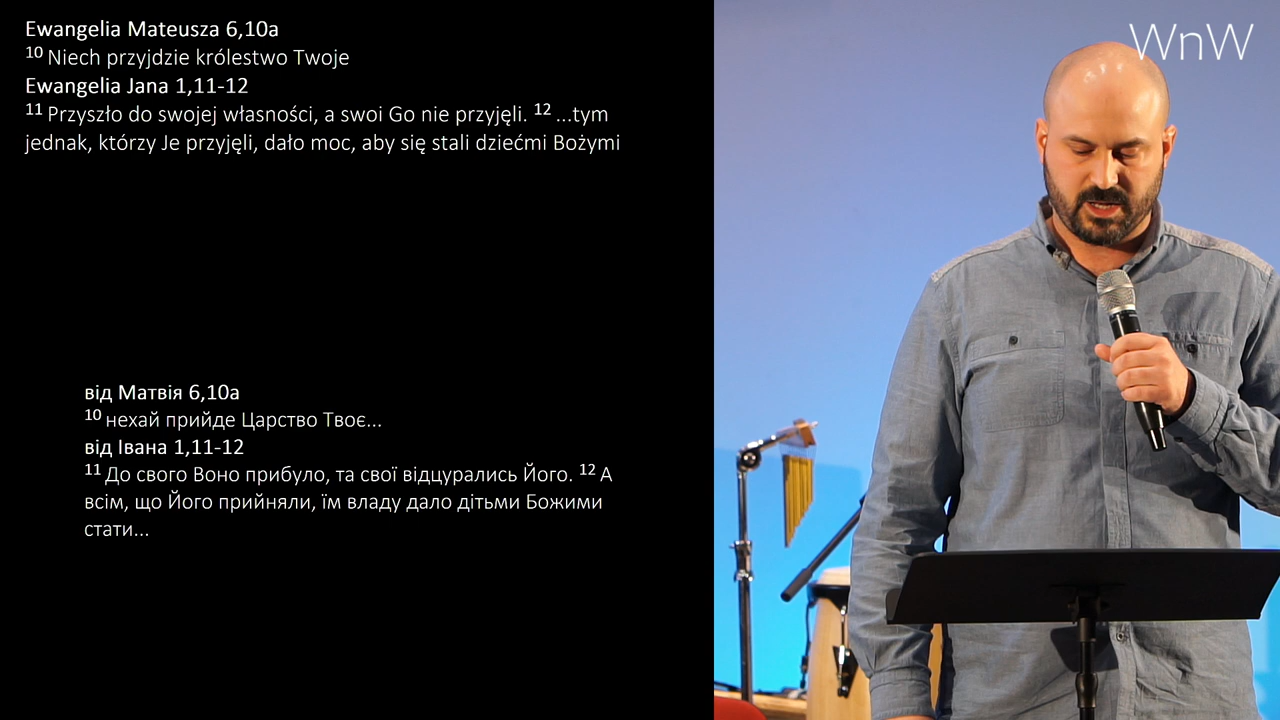 Ewangelia Mateusza 6,10a
10 Niech przyjdzie królestwo Twoje
Ewangelia Jana 1,11-12
11 Przyszło do swojej własności, a swoi Go nie przyjęli. 12 ...tym
jednak, którzy Je przyjęli, dało moc, aby się stali dziećmi Bożymi
від Матвія 6,10а
10 нехай прийде Царство Твоє...
від Івана 1,11-12
11 До свого Воно прибуло, та свої відцурались Його. 12 А
всім, що Його прийняли, їм владу дало дітьми Божими
стати...
WnW